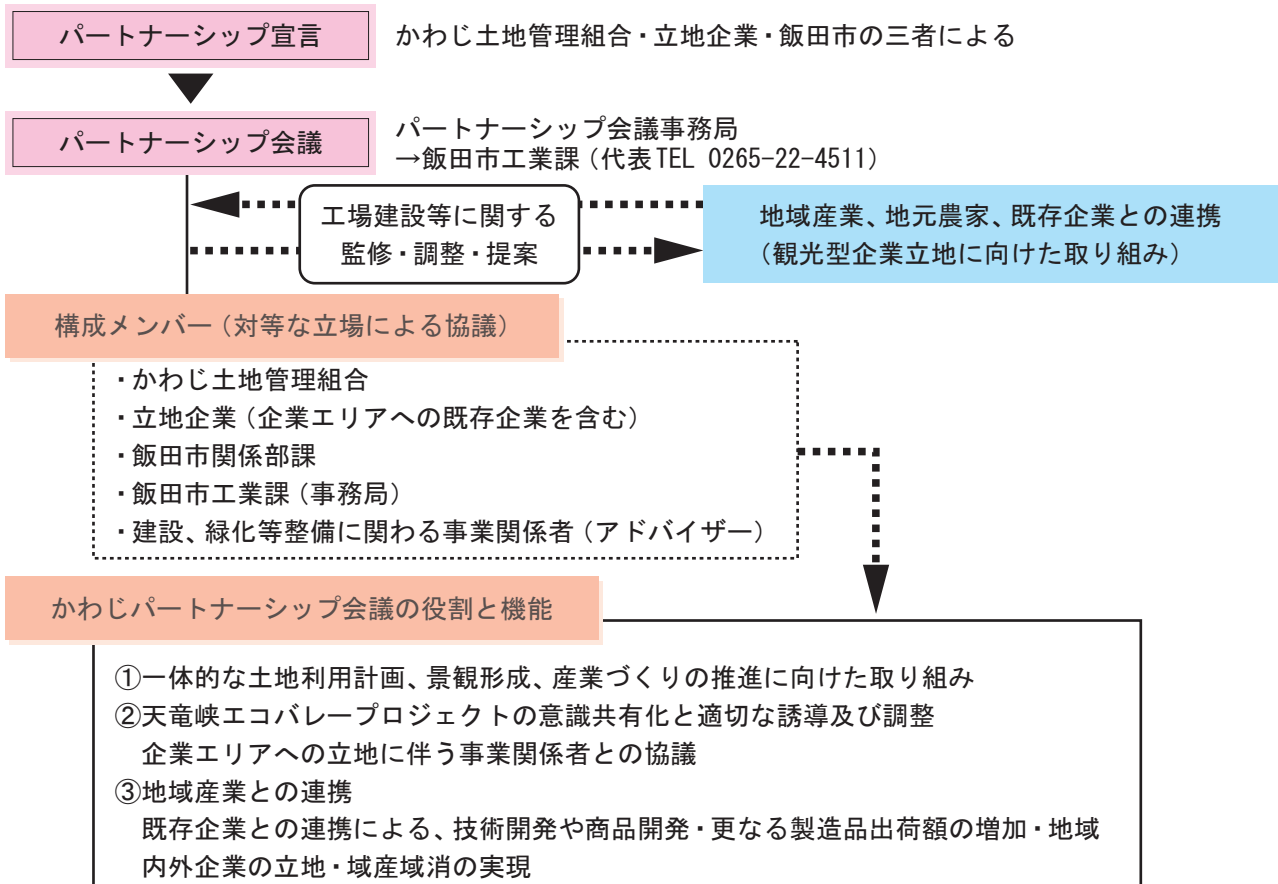 パートナーシップ宣言
かわじ土地管理組合・立地企業・飯田市の三者による
パートナーシップ会議
パートナーシップ会議事務局
→飯田市工業課（代表TEL 0265-22-4511）
工場建設等に関する
監修・調整・提案
地域産業、地元農家、既存企業との連携
（観光型企業立地に向けた取り組み）
構成メンバー（対等な立場による協議）
・かわじ土地管理組合
・立地企業（企業エリアへの既存企業を含む）
・飯田市関係部課
・飯田市工業課（事務局）
・建設、緑化等整備に関わる事業関係者（アドバイザー）
かわじパートナーシップ会議の役割と機能
①一体的な土地利用計画、景観形成、産業づくりの推進に向けた取り組み
②天竜峡エコバレープロジェクトの意識共有化と適切な誘導及び調整
企業エリアへの立地に伴う事業関係者との協議
③地域産業との連携
既存企業との連携による、技術開発や商品開発・更なる製造品出荷額の増加・地域
内外企業の立地・域産域消の実現